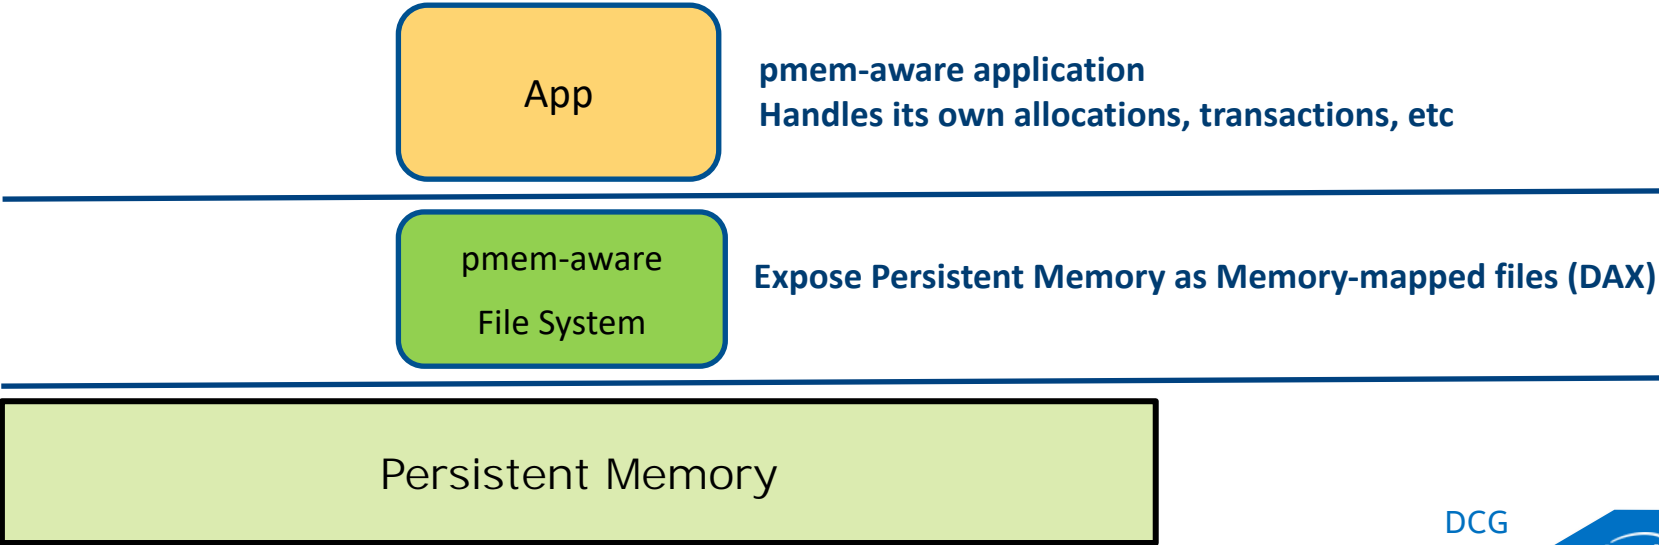 App
pmem-aware application
Handles its own allocations, transactions, etc
pmem-aware
File System
Expose Persistent Memory as Memory-mapped files (DAX)
Persistent Memory
DCG